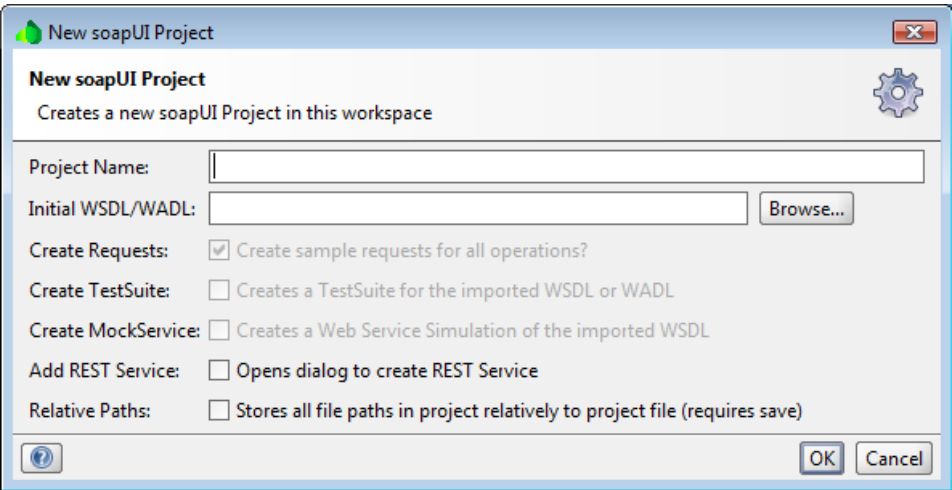 New soapUI Project
New soapUI Project
Creates a new soapUI Project in this workspace
Project Name:
Initial WSDL/WADL: Browse...
Create Requests: Create sample requests for all operations?
Create TestSuite: Creates a TestSuite for the imported WSDL or WADL
Create MockService: Creates a Web Service Simulation of the imported WSDL
Add REST Service: Opens dialog to create REST Service
Relative Paths: Stores all file paths in project relatively to project file (requires save)
? OK Cancel